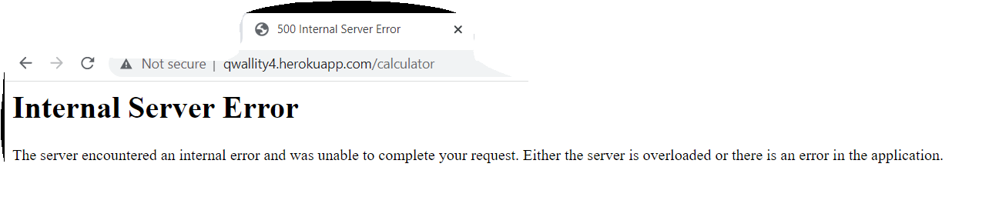 500 Internal Server Error
Not secure | qwallity4.herokuapp.com/calculator
Internal Server Error
The server encountered an internal error and was unable to complete your request. Either the server is overloaded or there is an error in the application.